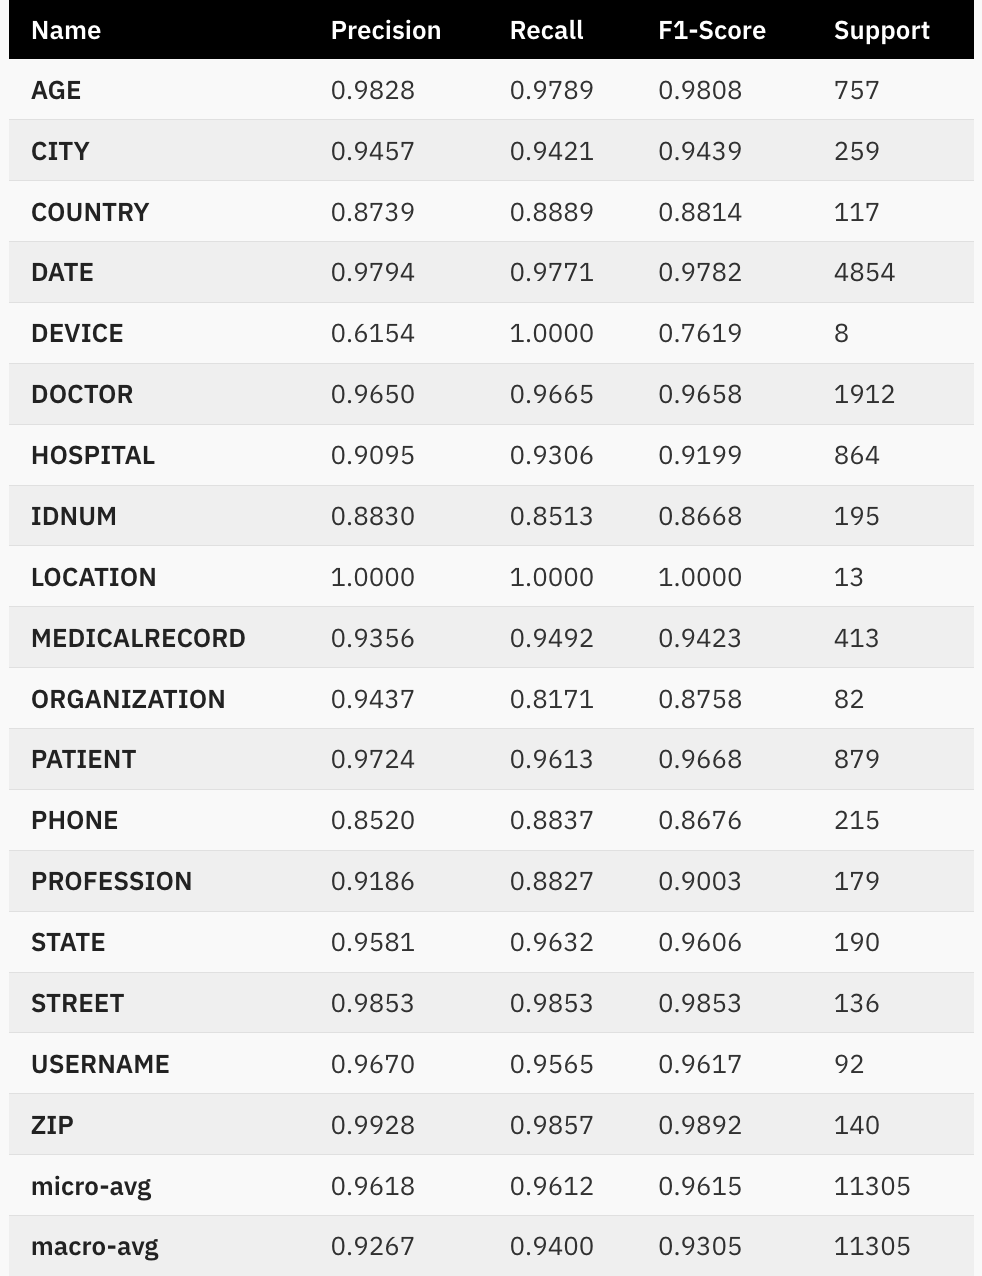 Name Precision Recall F1-Score Support
AGE 0.9828 0.9789 0.9808 757
CITY 0.9457 0.9421 0.9439 259
COUNTRY 0.8739 0.8889 0.8814 117
DATE 0.9794 0.9771 0.9782 4854
DEVICE 0.6154 1.0000 0.7619 8
DOCTOR 0.9650 0.9665 0.9658 1912
HOSPITAL 0.9095 0.9306 0.9199 864
IDNUM 0.8830 0.8513 0.8668 195
LOCATION 1.0000 1.0000 1.0000 13
MEDICALRECORD 0.9356 0.9492 0.9423 413
ORGANIZATION 0.9437 0.8171 0.8758 82
PATIENT 0.9724 0.9613 0.9668 879
PHONE 0.8520 0.8837 0.8676 215
PROFESSION 0.9186 0.8827 0.9003 179
STATE 0.9581 0.9632 0.9606 190
STREET 0.9853 0.9853 0.9853 136
USERNAME 0.9670 0.9565 0.9617 92
ZIP 0.9928 0.9857 0.9892 140
micro-avg 0.9618 0.9612 0.9615 11305
macro-avg 0.9267 0.9400 0.9305 11305